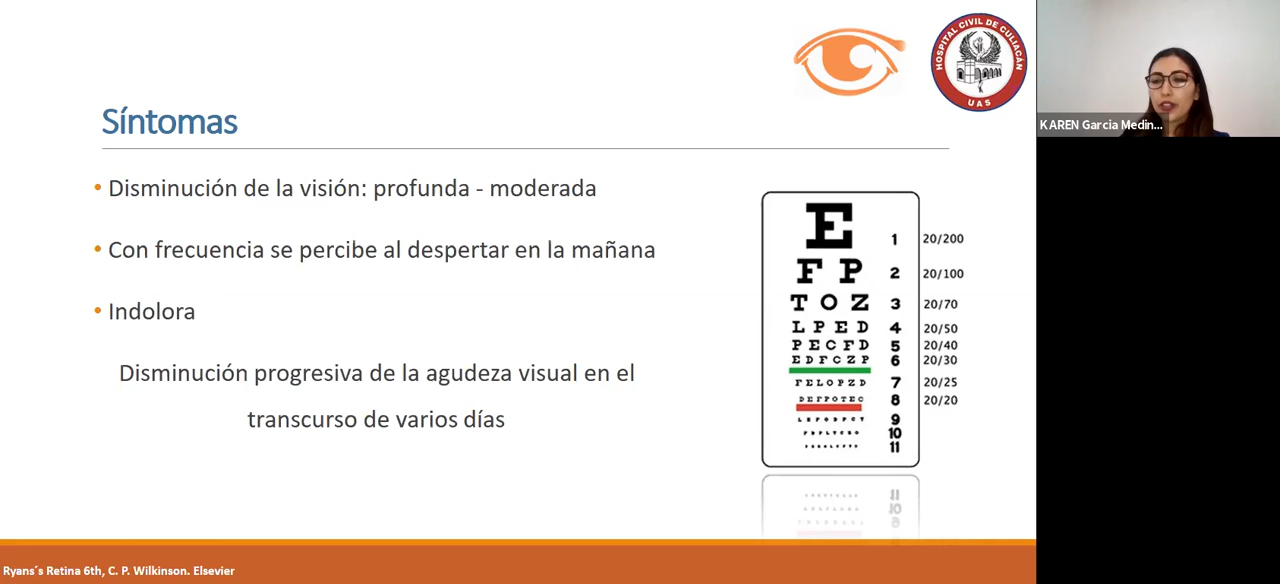 HOSPITAL CIVIL DE CULIACÁN
UAS
KAREN Garcia Medin...
Síntomas
• Disminución de la visión: profunda - moderada
• Con frecuencia se percibe al despertar en la mañana
• Indolora
Disminución progresiva de la agudeza visual en el
transcurso de varios días
E 1 20/200
F P 2 20/100
T O Z 3 20/70
L P E D 4 20/50
P E C F D 5 20/40
E D F C Z P 6 20/30
F E L O P Z D 7 20/25
D E F P O T E C 8 20/20
9
10
11
11
10
Ryans´s Retina 6th, C. P. Wilkinson. Elsevier